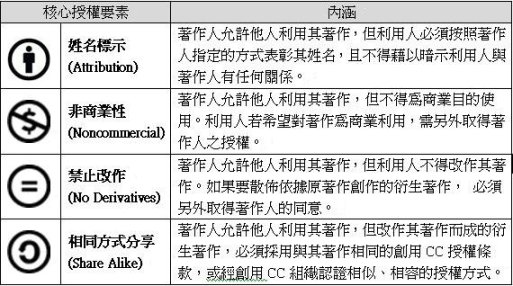 核心授權要素
內涵
姓名標示
(Attribution)
著作人允許他人利用其著作，但利用人必須按照著作
人指定的方式表彰其姓名，且不得藉以暗示利用人與
著作人有任何關係。
非商業性
(Noncommercial)
著作人允許他人利用其著作，但不得為商業目的使
用。利用人若希望對著作為商業利用，需另外取得著
作人之授權。
禁止改作
(No Derivatives)
著作人允許他人利用其著作，但利用人不得改作其著
作。如果要散佈依據原著作創作的衍生著作， 必須
另外取得著作人的同意。
相同方式分享
(Share Alike)
著作人允許他人利用其著作，但改作其著作而成的衍
生著作，必須採用與其著作相同的創用 CC 授權條
款，或經創用 CC 組織認證相似、相容的授權方式。